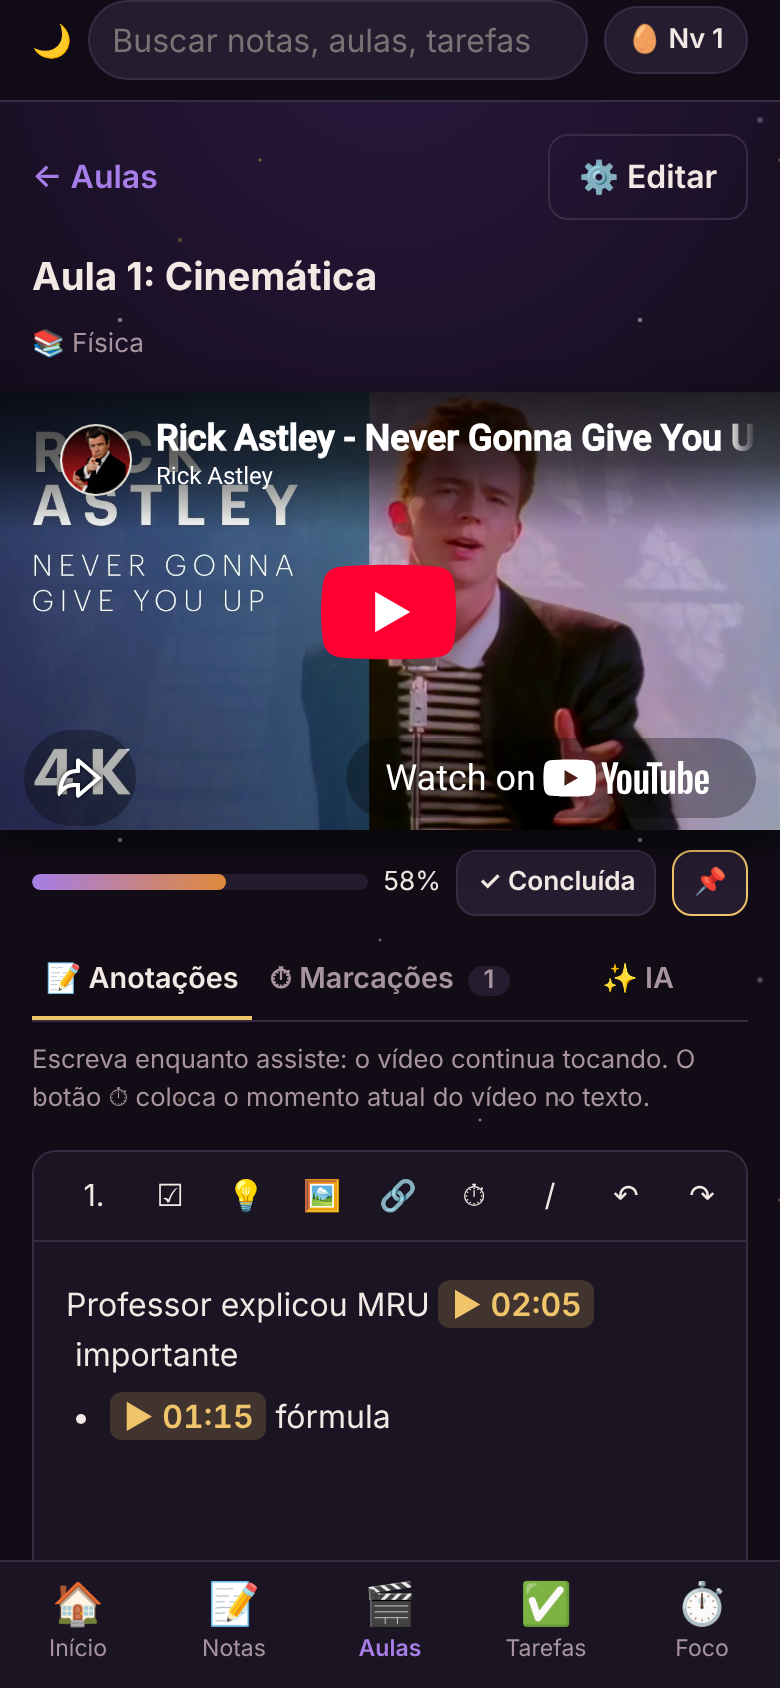 Buscar notas, aulas, tarefas
Nv 1
← Aulas
Editar
Aula 1: Cinemática
Física
Rick Astley - Never Gonna Give You U
Rick Astley
RICK
ASTLEY
NEVER GONNA
GIVE YOU UP
4K
Watch on YouTube
58%
✓ Concluída
Anotações
Marcações 1
IA
Escreva enquanto assiste: o vídeo continua tocando. O
botão ⏱ coloca o momento atual do vídeo no texto.
1. ☑ 💡 🖼️ 🔗 ⏱ / ↶ ↷
Professor explicou MRU ▶ 02:05
importante
• ▶ 01:15 fórmula
Início
Notas
Aulas
Tarefas
Foco